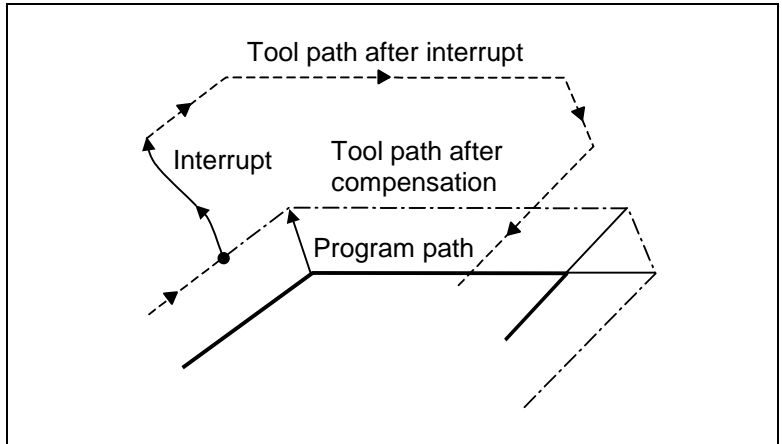 Tool path after interrupt
Interrupt
Tool path after
compensation
Program path